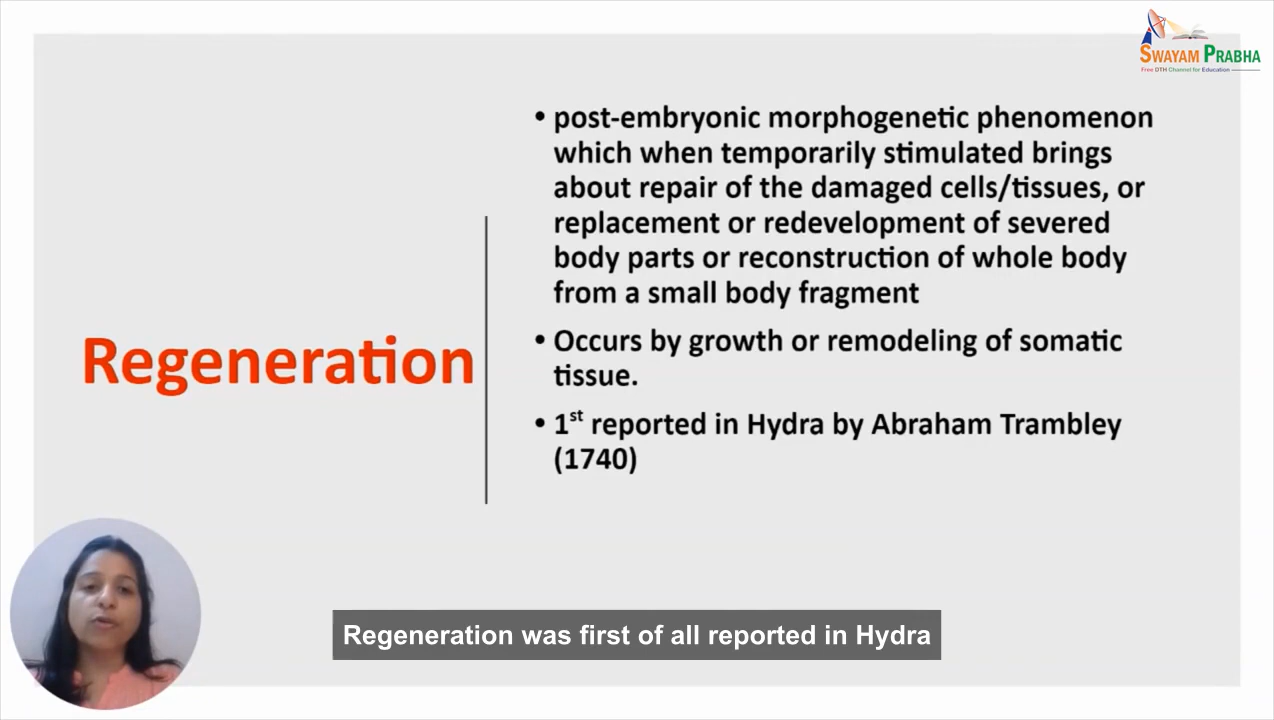 SWAYAM PRABHA
Free DTH Channel for Education
• post-embryonic morphogenetic phenomenon
which when temporarily stimulated brings
about repair of the damaged cells/tissues, or
replacement or redevelopment of severed
body parts or reconstruction of whole body
from a small body fragment
Regeneration
• Occurs by growth or remodeling of somatic
tissue.
• 1st reported in Hydra by Abraham Trambley
(1740)
Regeneration was first of all reported in Hydra